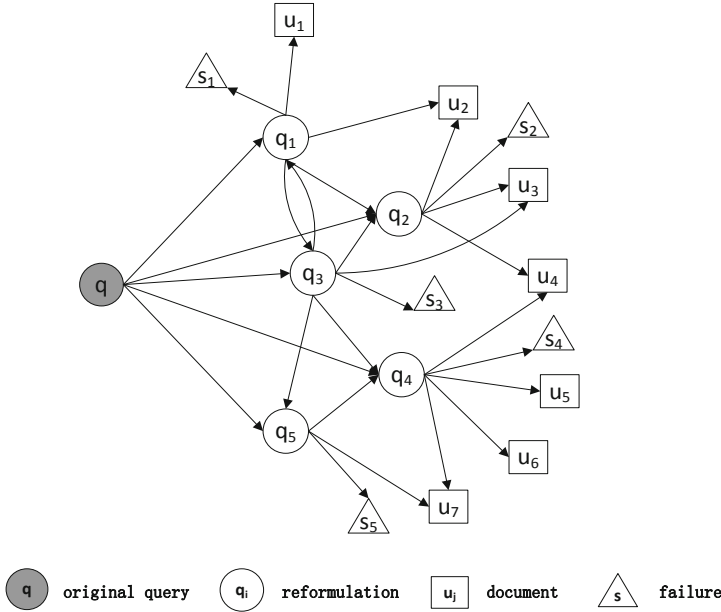 u1
s1
u2
q1
s2
u3
q2
q
q3
u4
s3
s4
q4
u5
q5
u6
u7
s5
q original query qi reformulation uj document s failure